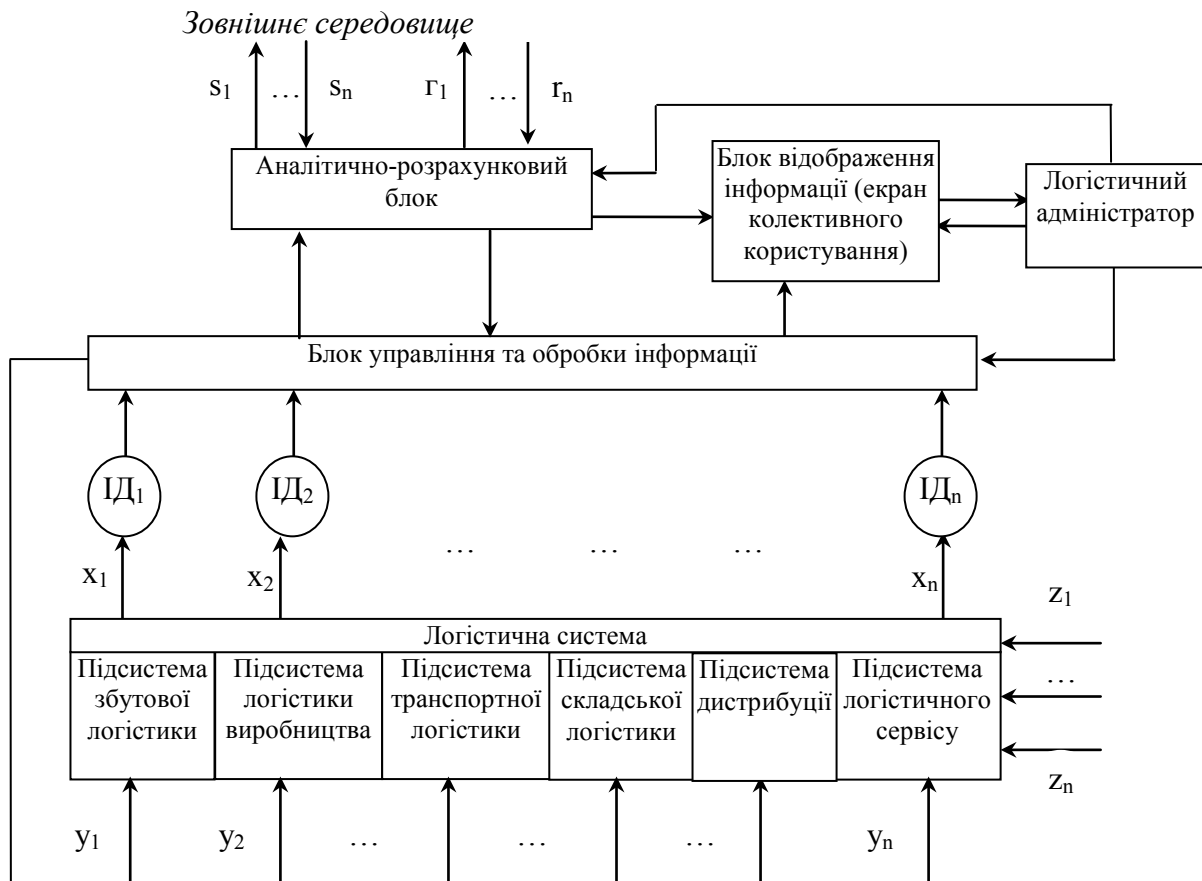 Зовнішнє середовище
s1 … sn г1 … rn
Аналітично-розрахунковий
блок
Блок відображення
інформації (екран
колективного
користування)
Логістичний
адміністратор
Блок управління та обробки інформації
ІД1 ІД2 ІДn
… … …
x1 x2 xn
z1
…
zn
Логістична система
Підсистема
збутової
логістики
Підсистема
логістики
виробництва
Підсистема
транспортної
логістики
Підсистема
складської
логістики
Підсистема
дистрибуції
Підсистема
логістичного
сервісу
y1 y2 … … … yn